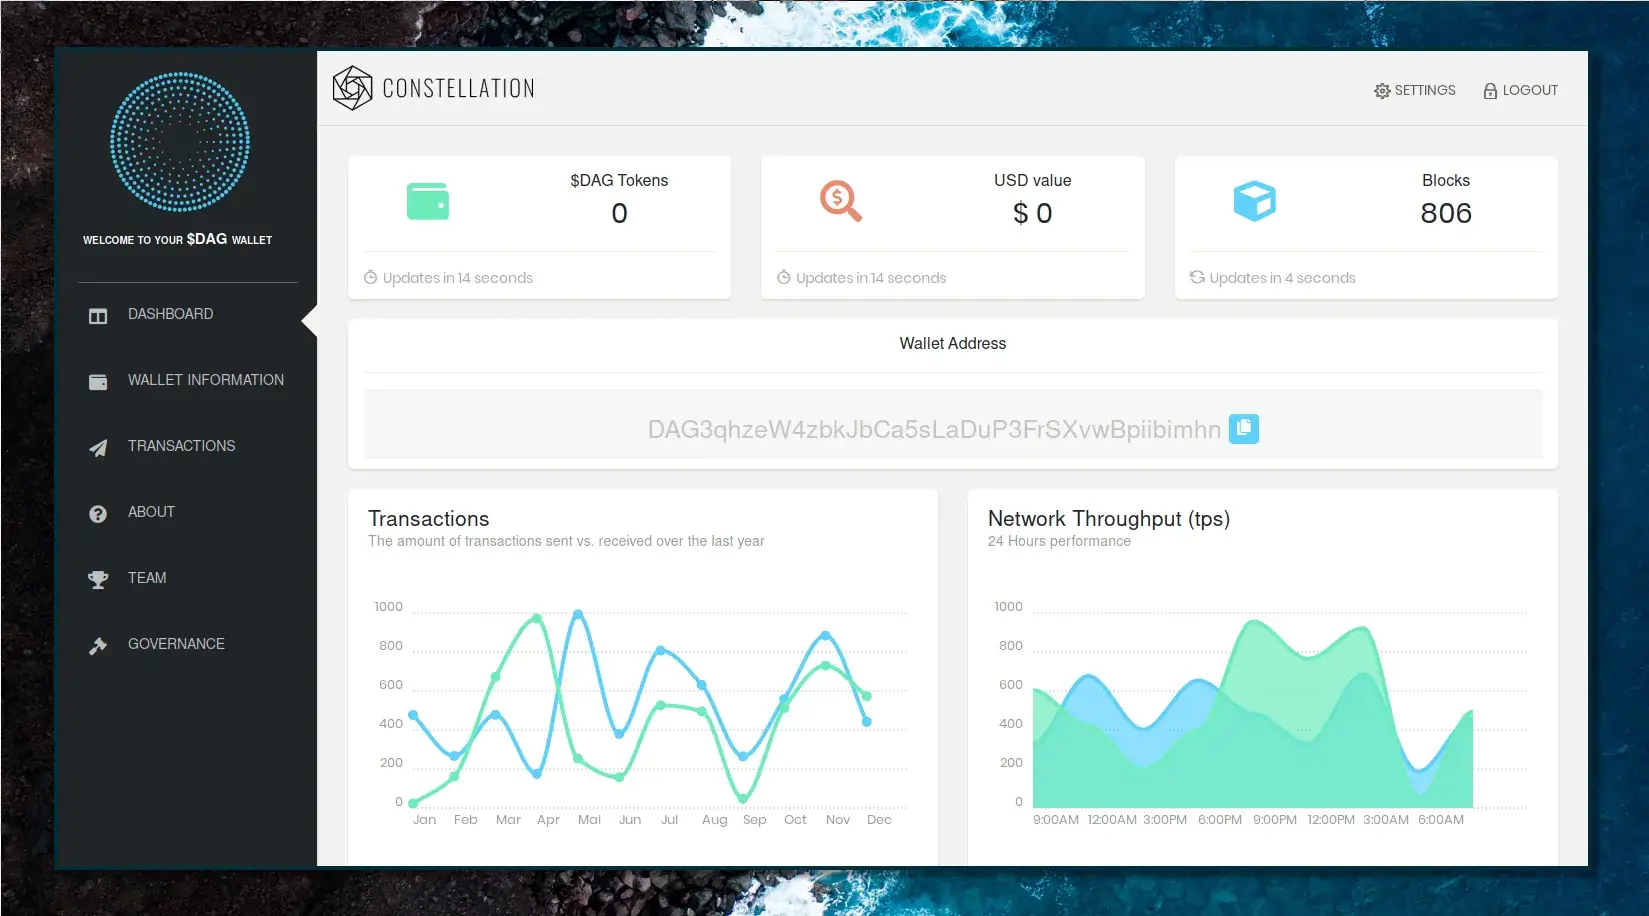 CONSTELLATION
SETTINGS
LOGOUT
WELCOME TO YOUR $DAG WALLET
DASHBOARD
WALLET INFORMATION
TRANSACTIONS
ABOUT
TEAM
GOVERNANCE
$DAG Tokens
0
Updates in 14 seconds
USD value
$ 0
Updates in 14 seconds
Blocks
806
Updates in 4 seconds
Wallet Address
DAG3qhzeW4zbkJbCa5sLaDuP3FrSXvwBpiibimhn
Transactions
The amount of transactions sent vs. received over the last year
1000
800
600
400
200
0
Jan Feb Mar Apr Mai Jun Jul Aug Sep Oct Nov Dec
Network Throughput (tps)
24 Hours performance
1000
800
600
400
200
0
9:00AM 12:00AM 3:00PM 6:00PM 9:00PM 12:00PM 3:00AM 6:00AM